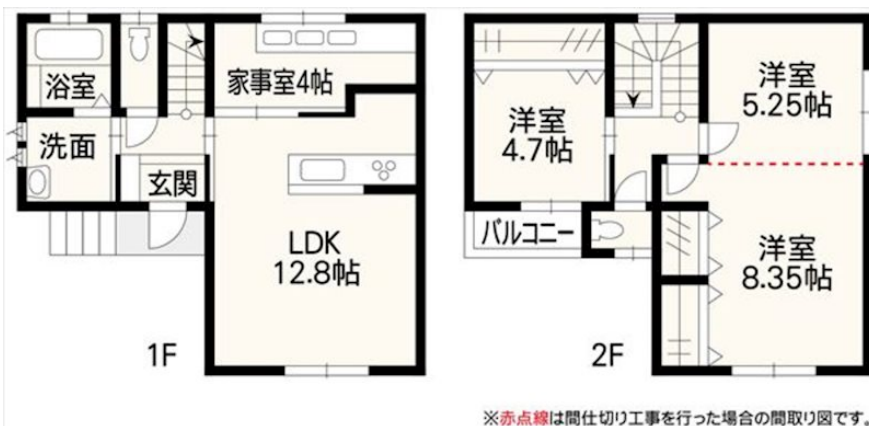 浴室
家事室4帖
洗面
玄関
LDK
12.8帖
1F
洋室
4.7帖
洋室
5.25帖
バルコニー
洋室
8.35帖
2F
※赤点線は間仕切り工事を行った場合の間取り図です。